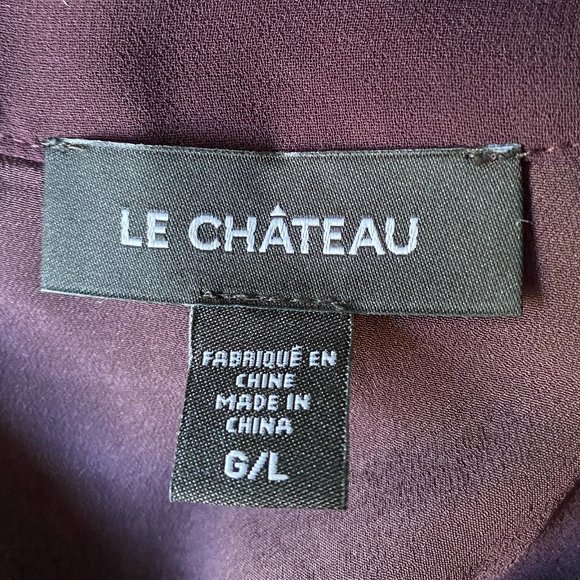 LE CHÂTEAU
FABRIQUÉ EN
CHINE
MADE IN
CHINA
G/L